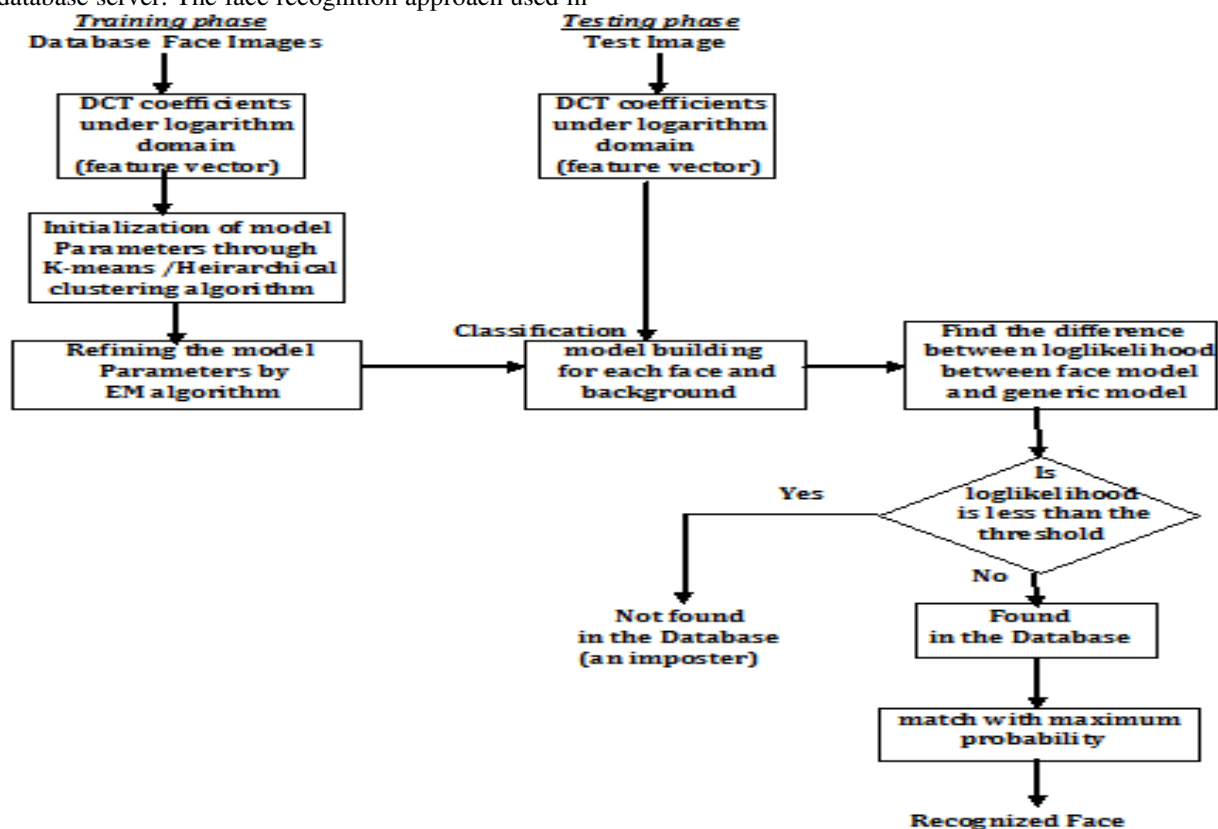 database server. The face recognition approach used in
Training phase
Database Face Images
DCT coefficients
under logarithm
domain
(feature vector)
Initialization of model
Parameters through
K-means /Heirarchical
clustering algorithm
Refining the model
Parameters by
EM algorithm
Testing phase
Test Image
DCT coefficients
under logarithm
domain
(feature vector)
Classification
model building
for each face and
background
Find the difference
between loglikelihood
between face model
and generic model
Is
loglikelihood
is less than the
threshold
Yes
Not found
in the Database
(an imposter)
No
Found
in the Database
match with maximum
probability
Recognized Face